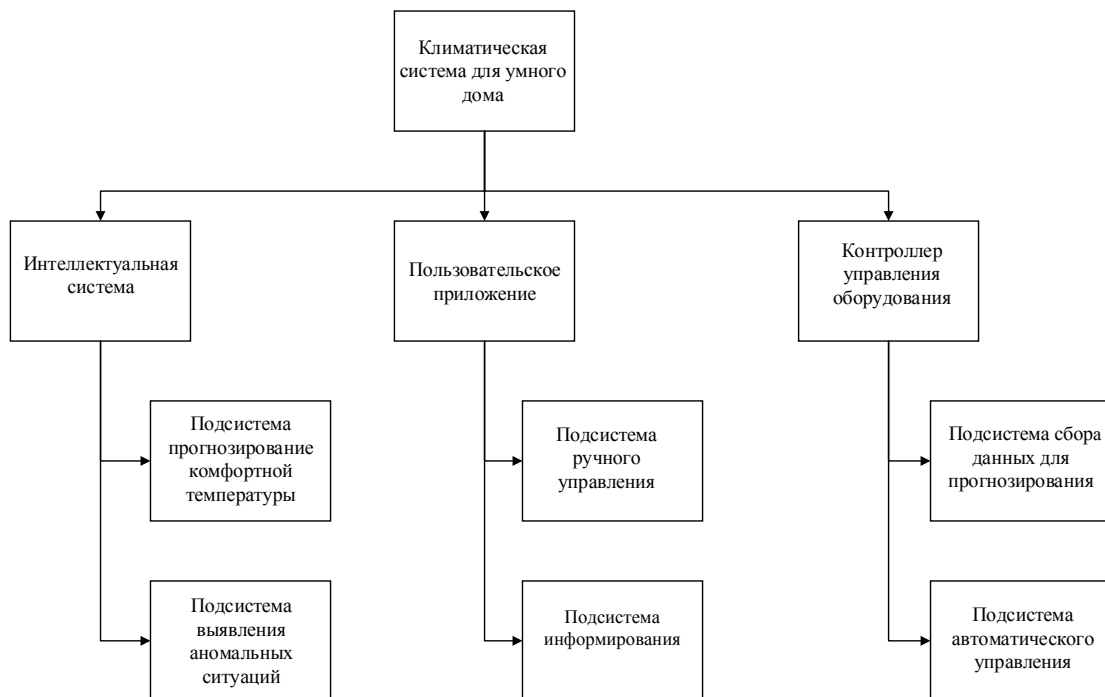 Климатическая
система для умного
дома
Интеллектуальная
система
Пользовательское
приложение
Контроллер
управления
оборудования
Подсистема
прогнозирование
комфортной
температуры
Подсистема
ручного
управления
Подсистема сбора
данных для
прогнозирования
Подсистема
выявления
аномальных
ситуаций
Подсистема
информирования
Подсистема
автоматического
управления